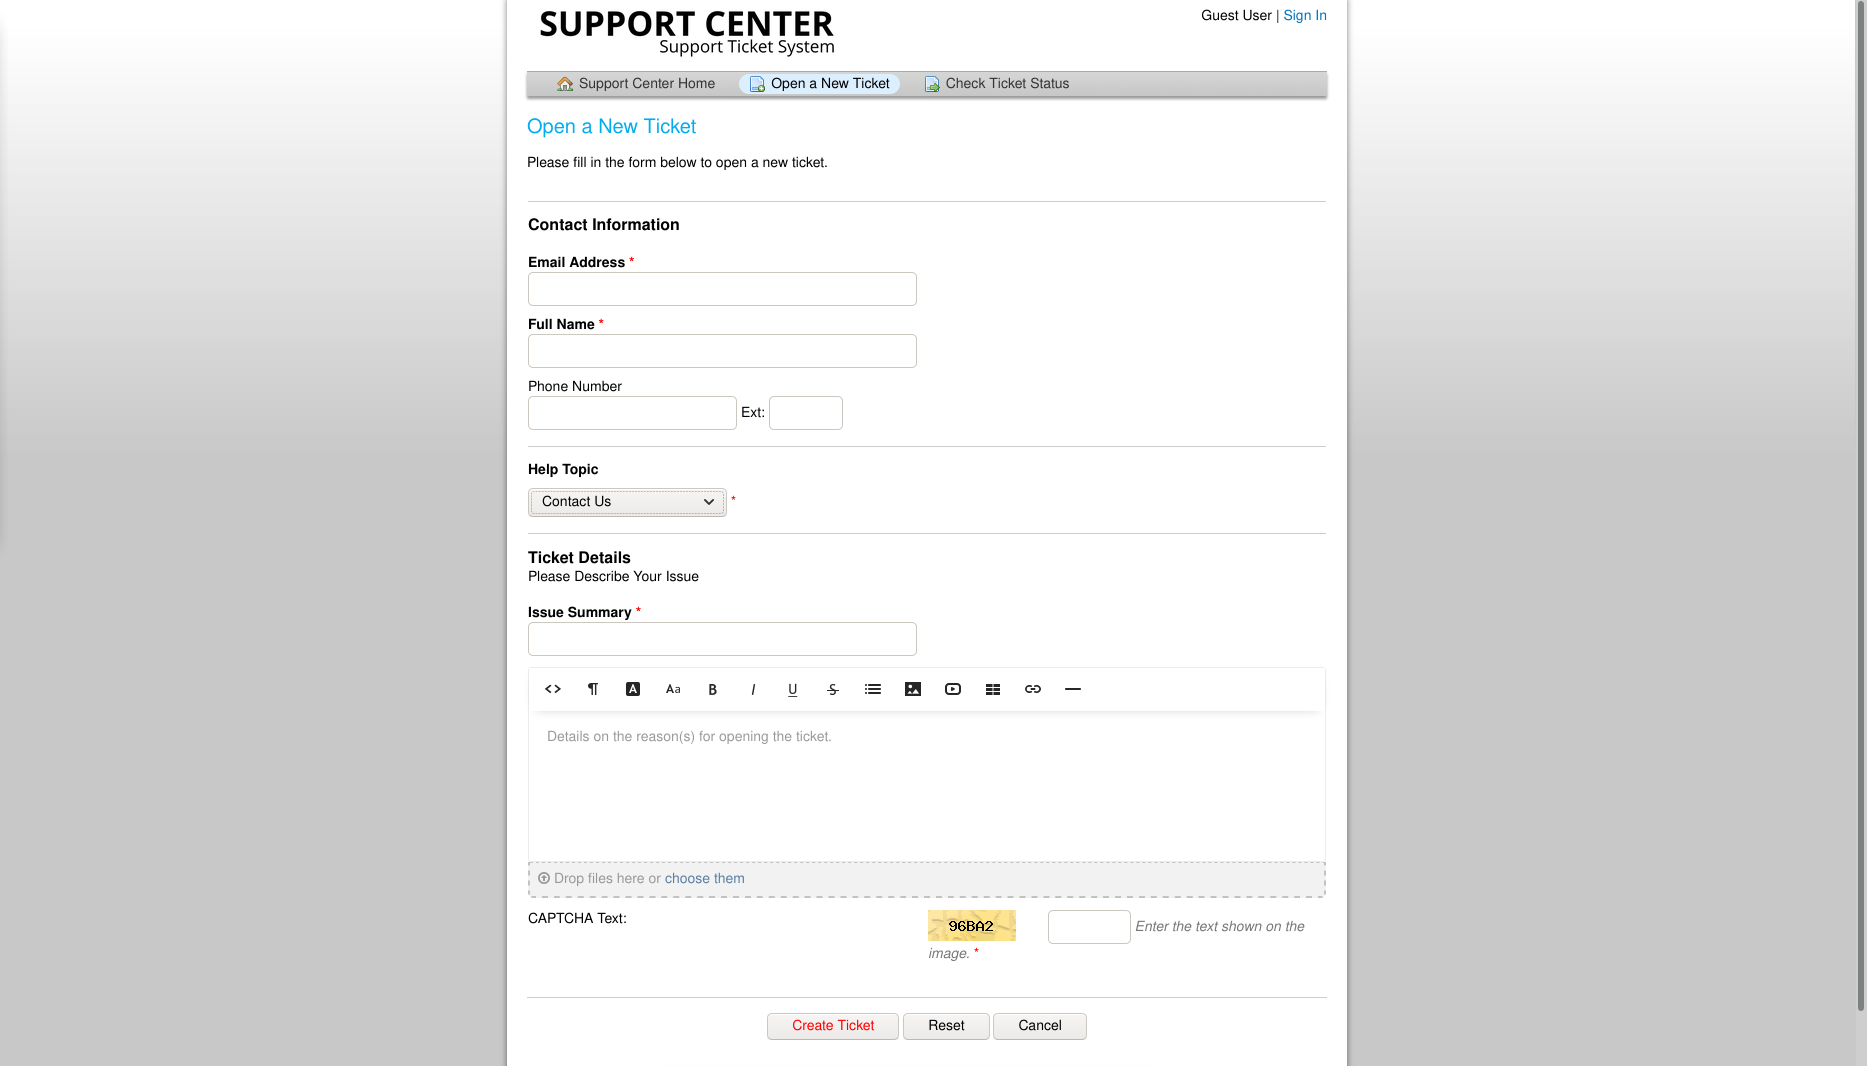 SUPPORT CENTER
Support Ticket System
Guest User | Sign In
Support Center Home
Open a New Ticket
Check Ticket Status
Open a New Ticket
Please fill in the form below to open a new ticket.
Contact Information
Email Address *
Full Name *
Phone Number
Ext:
Help Topic
Contact Us
*
Ticket Details
Please Describe Your Issue
Issue Summary *
<> ¶ A Aa B I U S
Details on the reason(s) for opening the ticket.
Drop files here or choose them
CAPTCHA Text:
96BA2
Enter the text shown on the
image. *
Create Ticket
Reset
Cancel